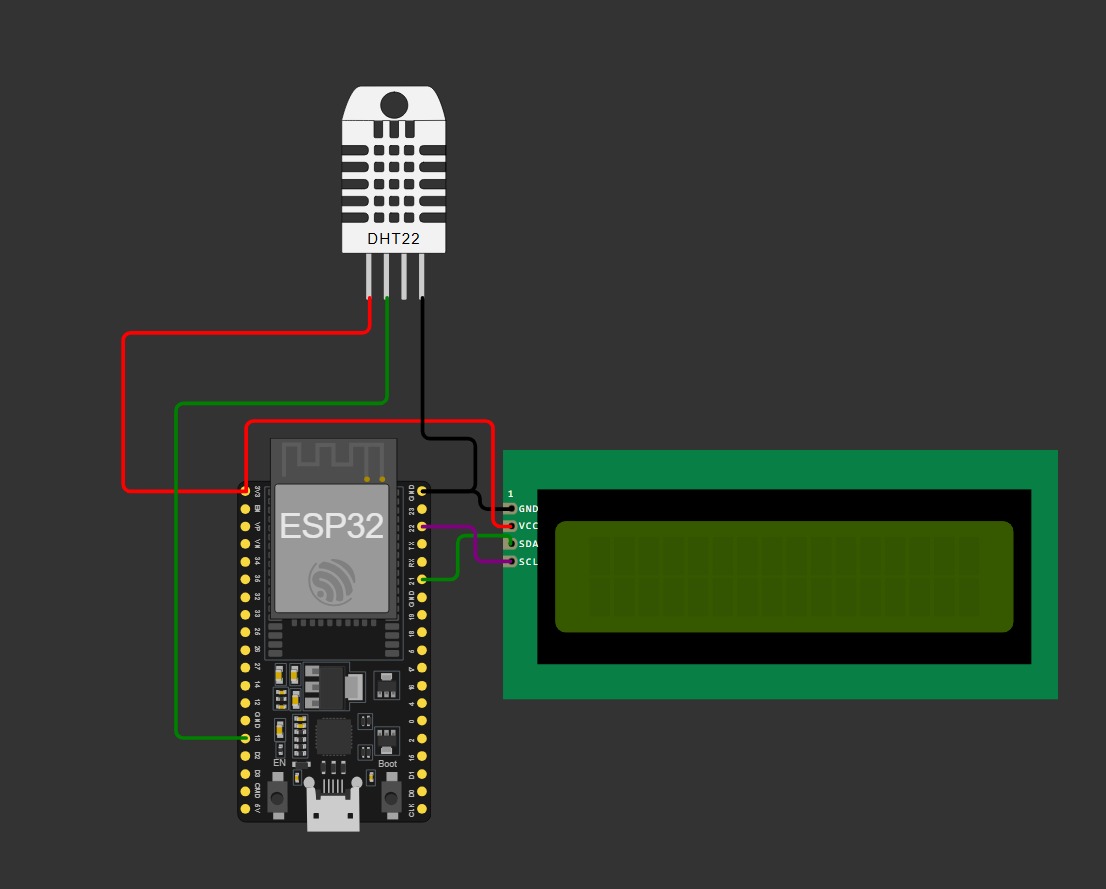 DHT22
3V3
EN
VP
VN
34
35
32
33
25
26
27
14
12
GND
13
D2
D3
CMD
5V
ESP32
EN
Boot
GND
23
22
TX
RX
21
GND
19
18
5
17
16
4
0
2
15
D1
D0
CLK
1
GND
VCC
SDA
SCL